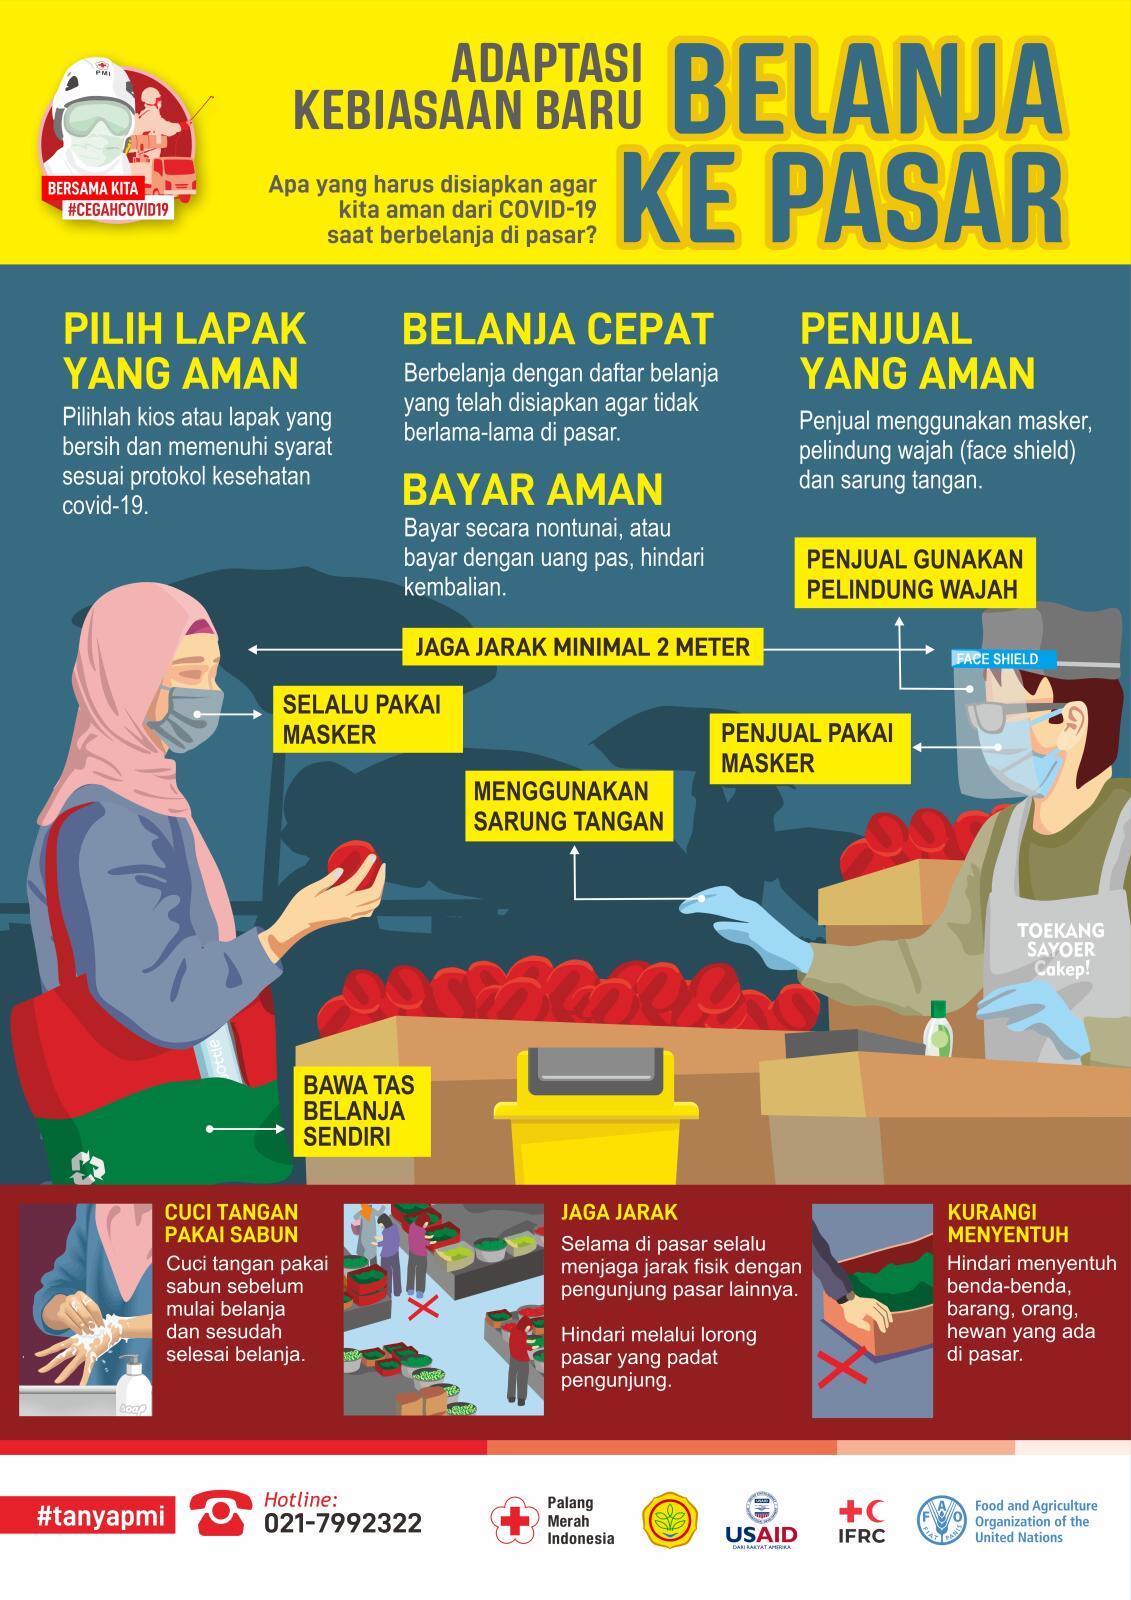 PMI
BERSAMA KITA
#CEGAHCOVID19
ADAPTASI
KEBIASAAN BARU
BELANJA
KE PASAR
Apa yang harus disiapkan agar
kita aman dari COVID-19
saat berbelanja di pasar?
PILIH LAPAK
YANG AMAN
Pilihlah kios atau lapak yang
bersih dan memenuhi syarat
sesuai protokol kesehatan
covid-19.
BELANJA CEPAT
Berbelanja dengan daftar belanja
yang telah disiapkan agar tidak
berlama-lama di pasar.
BAYAR AMAN
Bayar secara nontunai, atau
bayar dengan uang pas, hindari
kembalian.
PENJUAL
YANG AMAN
Penjual menggunakan masker,
pelindung wajah (face shield)
dan sarung tangan.
PENJUAL GUNAKAN
PELINDUNG WAJAH
JAGA JARAK MINIMAL 2 METER
FACE SHIELD
SELALU PAKAI
MASKER
PENJUAL PAKAI
MASKER
MENGGUNAKAN
SARUNG TANGAN
TOEKANG
SAYOER
Cakep!
BAWA TAS
BELANJA
SENDIRI
CUCI TANGAN
PAKAI SABUN
Cuci tangan pakai
sabun sebelum
mulai belanja
dan sesudah
selesai belanja.
soap
JAGA JARAK
Selama di pasar selalu
menjaga jarak fisik dengan
pengunjung pasar lainnya.
Hindari melalui lorong
pasar yang padat
pengunjung.
KURANGI
MENYENTUH
Hindari menyentuh
benda-benda,
barang, orang,
hewan yang ada
di pasar.
#tanyapmi
Hotline:
021-7992322
Palang
Merah
Indonesia
USAID
DARI RAKYAT AMERIKA
IFRC
F A O
FIAT PANIS
Food and Agriculture
Organization of the
United Nations